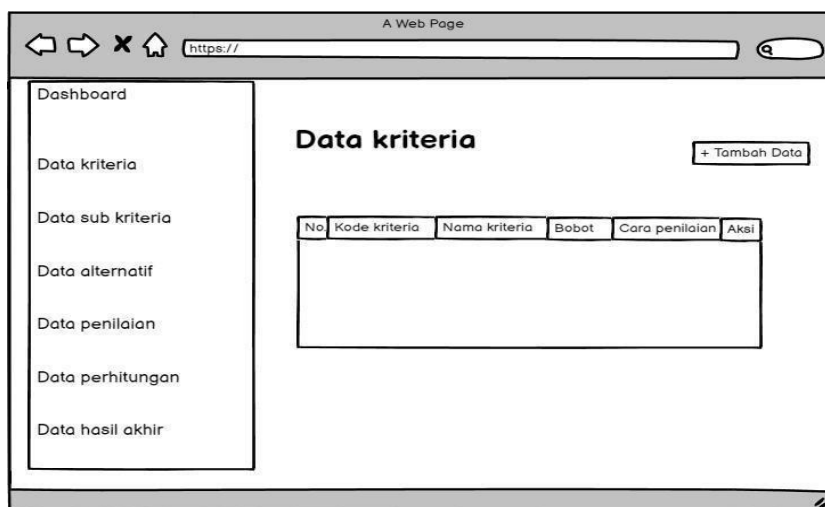 A Web Page
https://
Dashboard
Data kriteria
Data sub kriteria
Data alternatif
Data penilaian
Data perhitungan
Data hasil akhir
Data kriteria
+ Tambah Data
No. Kode kriteria Nama kriteria Bobot Cara penilaian Aksi